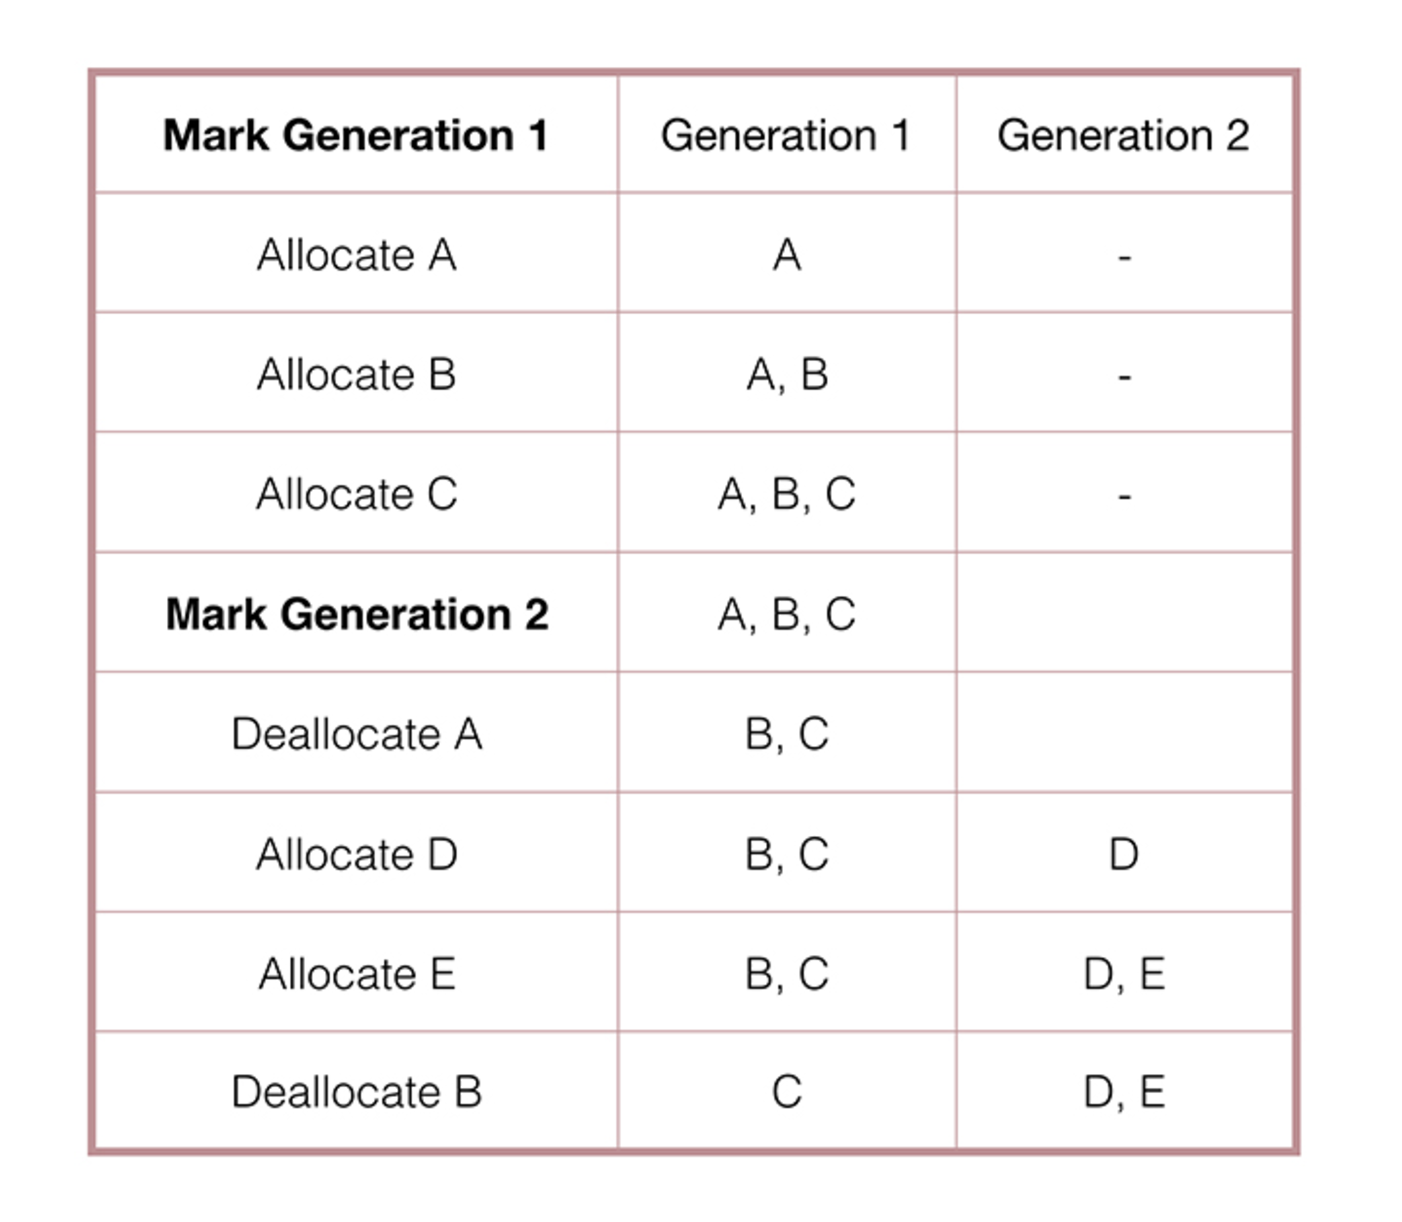 Mark Generation 1 Generation 1 Generation 2
Allocate A A -
Allocate B A, B -
Allocate C A, B, C -
Mark Generation 2 A, B, C
Deallocate A B, C
Allocate D B, C D
Allocate E B, C D, E
Deallocate B C D, E